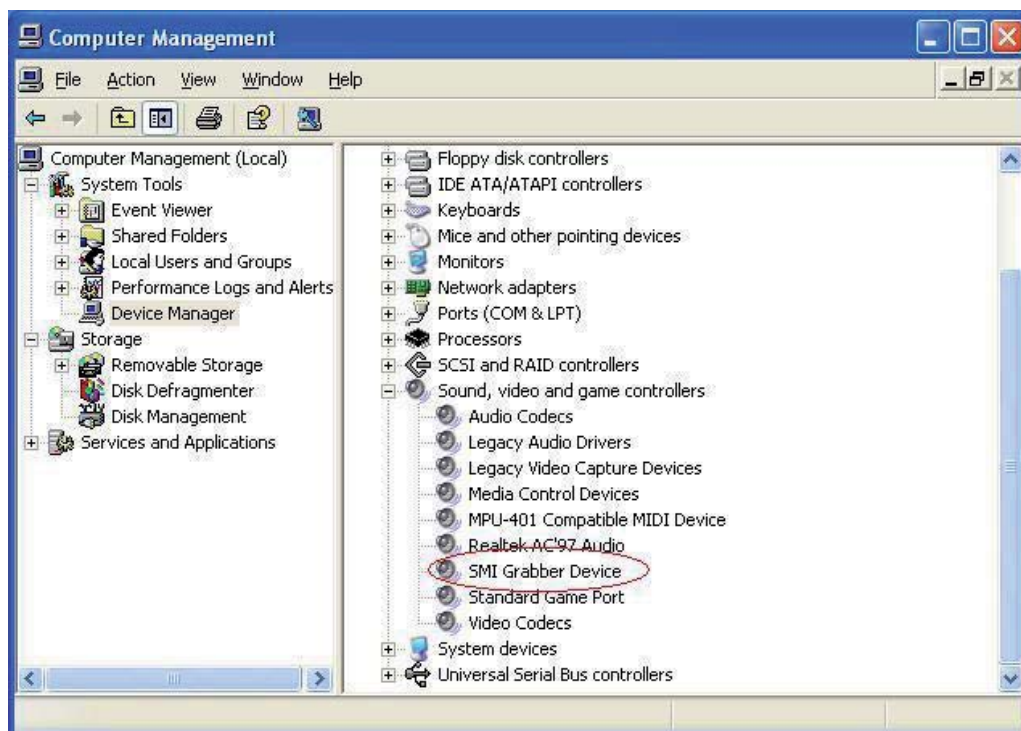 Computer Management
File Action View Window Help
Computer Management (Local)
System Tools
Event Viewer
Shared Folders
Local Users and Groups
Performance Logs and Alerts
Device Manager
Storage
Removable Storage
Disk Defragmenter
Disk Management
Services and Applications
Floppy disk controllers
IDE ATA/ATAPI controllers
Keyboards
Mice and other pointing devices
Monitors
Network adapters
Ports (COM & LPT)
Processors
SCSI and RAID controllers
Sound, video and game controllers
Audio Codecs
Legacy Audio Drivers
Legacy Video Capture Devices
Media Control Devices
MPU-401 Compatible MIDI Device
Realtek AC'97 Audio
SMI Grabber Device
Standard Game Port
Video Codecs
System devices
Universal Serial Bus controllers